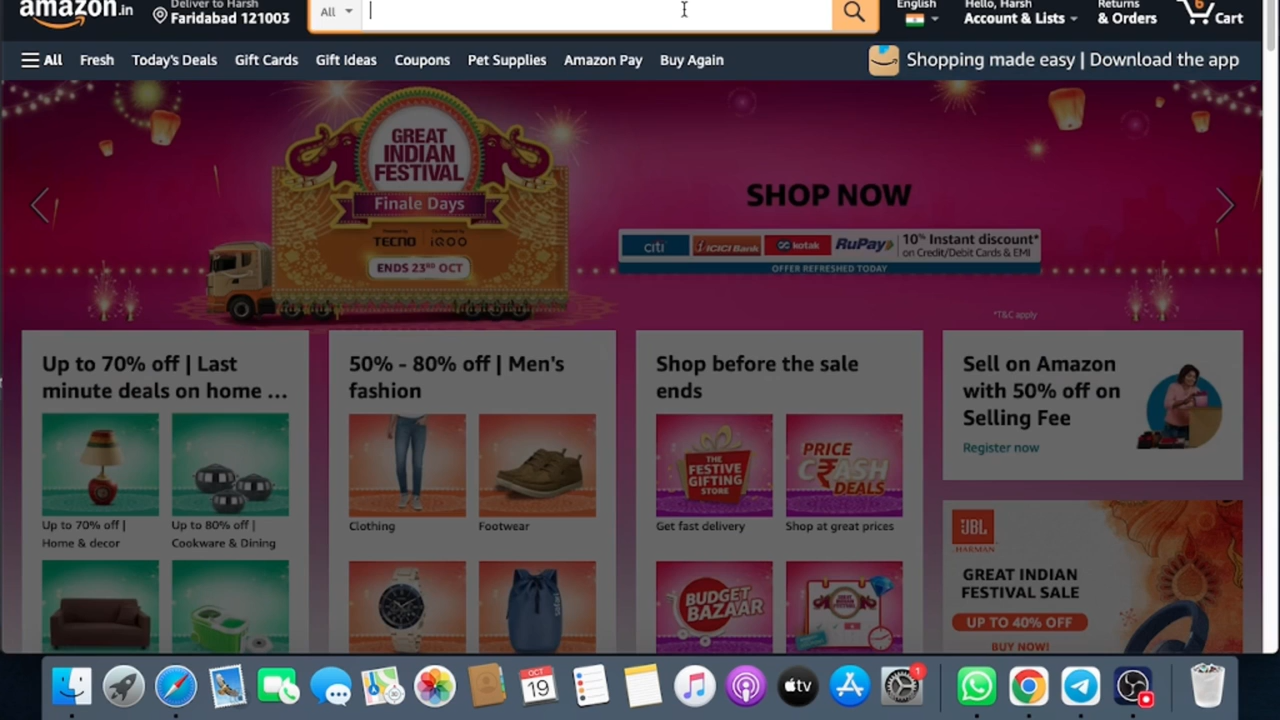 amazon.in
Deliver to Harsh
Faridabad 121003
All
English
Hello, Harsh
Account & Lists
Returns
& Orders
6
Cart
All
Fresh
Today's Deals
Gift Cards
Gift Ideas
Coupons
Pet Supplies
Amazon Pay
Buy Again
Shopping made easy | Download the app
GREAT
INDIAN
FESTIVAL
Finale Days
TECNO iQOO
ENDS 23RD OCT
SHOP NOW
citi
ICICI Bank
kotak
RuPay
10% Instant discount*
on Credit/Debit Cards & EMI
OFFER REFRESHED TODAY
*T&C apply
Up to 70% off | Last
minute deals on home ...
Up to 70% off |
Home & decor
Up to 80% off |
Cookware & Dining
50% - 80% off | Men's
fashion
Clothing
Footwear
safari
Shop before the sale
ends
THE
FESTIVE
GIFTING
STORE
PRICE
CRASH
DEALS
Get fast delivery
Shop at great prices
BUDGET
BAZAAR
Sell on Amazon
with 50% off on
Selling Fee
Register now
JBL
HARMAN
GREAT INDIAN
FESTIVAL SALE
UP TO 40% OFF
BUY NOW!
OCT
19
tv
1